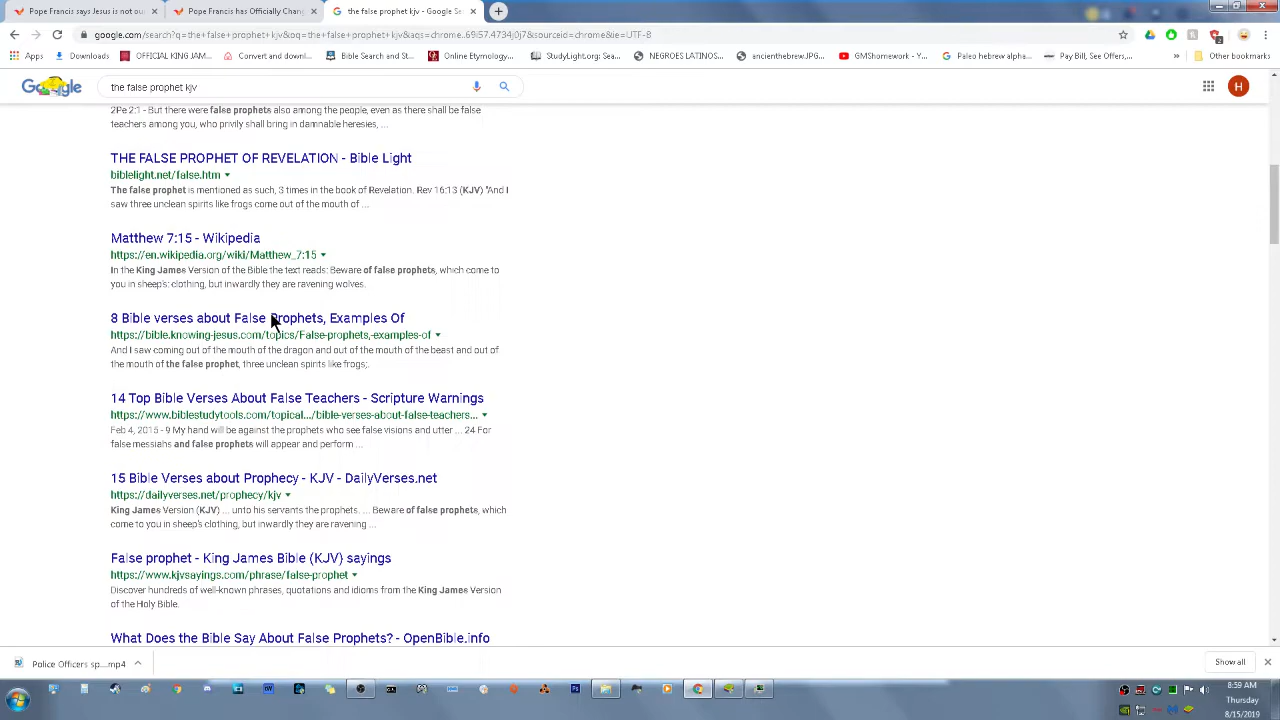 Pope Francis says Jesus is not ou
Pope Francis has Officially Chang
the false prophet kjv - Google Se
google.com/search?q=the+false+prophet+kjv&oq=the+false+prophet+kjv&aqs=chrome..69i57.4734j0j7&sourceid=chrome&ie=UTF-8
Apps
Downloads
OFFICIAL KING JAM...
Convert and downl...
Bible Search and St...
Online Etymology...
StudyLight.org: Sea...
NEGROES LATINOS...
ancienthebrew.JPG...
GMShomework - Y...
Paleo hebrew alpha...
Pay Bill, See Offers,...
»
Other bookmarks
Google
the false prophet kjv
H
2Pe 2:1 - But there were false prophets also among the people, even as there shall be false
teachers among you, who privily shall bring in damnable heresies, ...
THE FALSE PROPHET OF REVELATION - Bible Light
biblelight.net/false.htm
The false prophet is mentioned as such, 3 times in the book of Revelation. Rev 16:13 (KJV) "And I
saw three unclean spirits like frogs come out of the mouth of ...
Matthew 7:15 - Wikipedia
https://en.wikipedia.org/wiki/Matthew_7:15
In the King James Version of the Bible the text reads: Beware of false prophets, which come to
you in sheep's clothing, but inwardly they are ravening wolves.
8 Bible verses about False Prophets, Examples Of
https://bible.knowing-jesus.com/topics/False-prophets,-examples-of
And I saw coming out of the mouth of the dragon and out of the mouth of the beast and out of
the mouth of the false prophet, three unclean spirits like frogs;.
14 Top Bible Verses About False Teachers - Scripture Warnings
https://www.biblestudytools.com/topical.../bible-verses-about-false-teachers...
Feb 4, 2015 - 9 My hand will be against the prophets who see false visions and utter ... 24 For
false messiahs and false prophets will appear and perform ...
15 Bible Verses about Prophecy - KJV - DailyVerses.net
https://dailyverses.net/prophecy/kjv
King James Version (KJV) ... unto his servants the prophets. ... Beware of false prophets, which
come to you in sheep's clothing, but inwardly they are ravening ...
False prophet - King James Bible (KJV) sayings
https://www.kjvsayings.com/phrase/false-prophet
Discover hundreds of well-known phrases, quotations and idioms from the King James Version
of the Holy Bible.
What Does the Bible Say About False Prophets? - OpenBible.info
Police Officers sp....mp4
Show all
8:59 AM
Thursday
8/15/2019